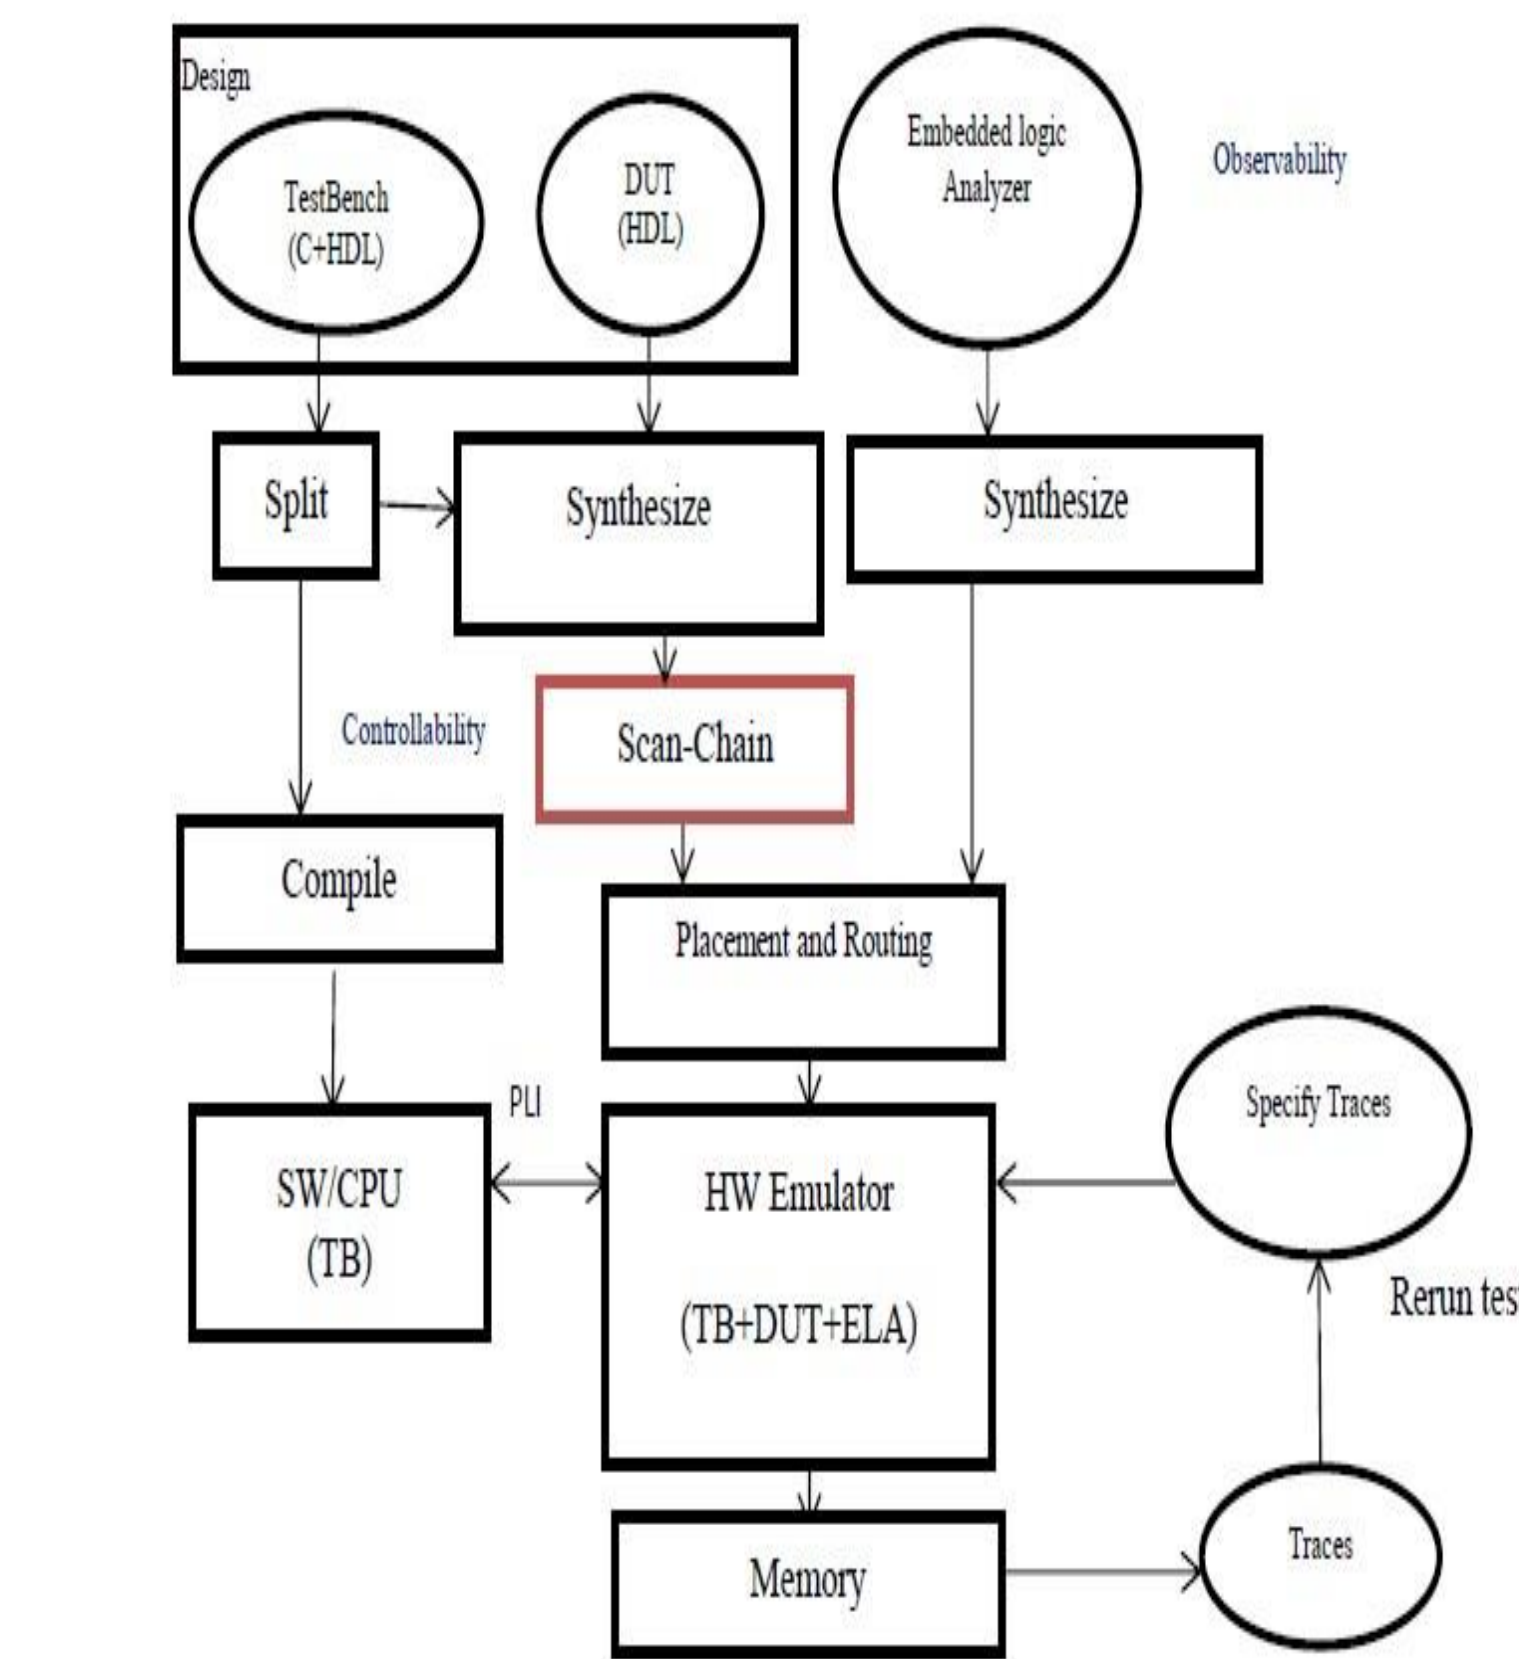 Design
TestBench
(C+HDL)
DUT
(HDL)
Embedded logic
Analyzer
Observability
Split
Synthesize
Synthesize
Controllability
Scan-Chain
Compile
Placement and Routing
PLI
SW/CPU
(TB)
HW Emulator
(TB+DUT+ELA)
Specify Traces
Rerun
Memory
Traces